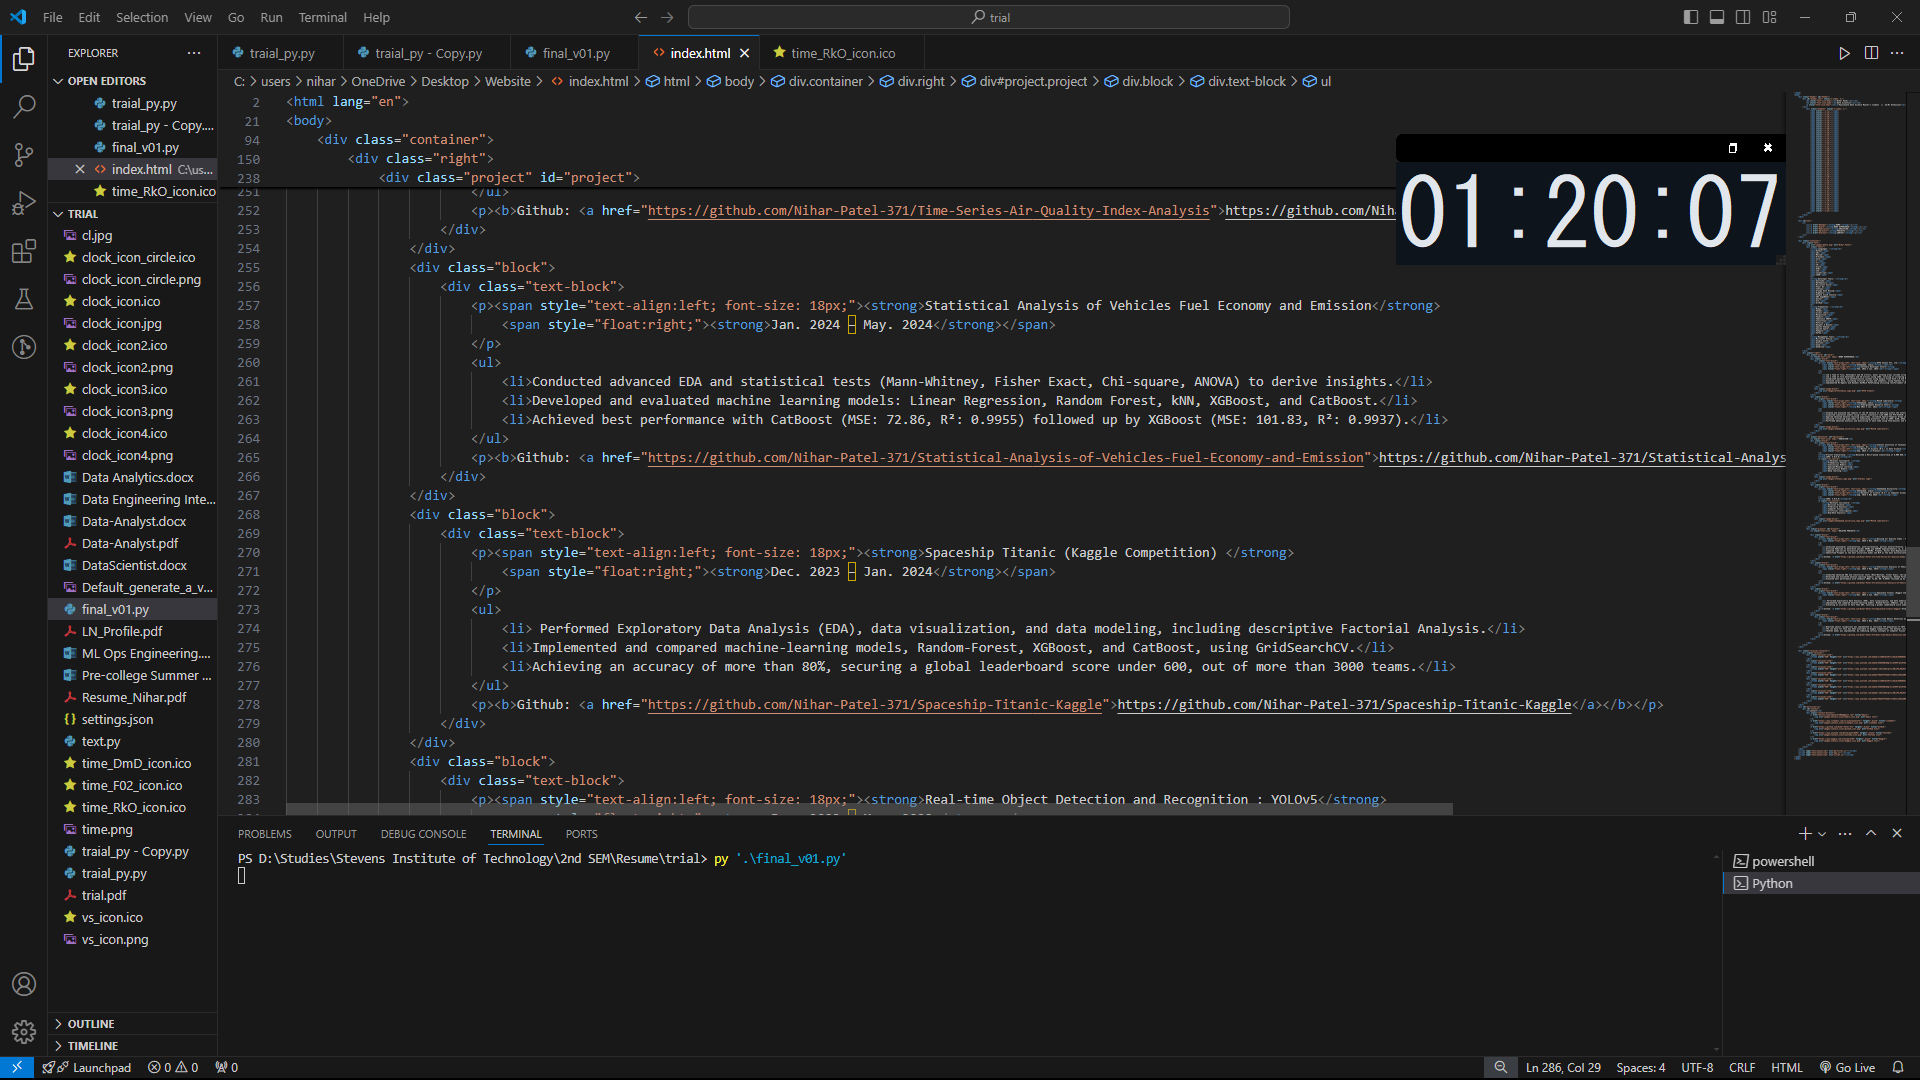 File Edit Selection View Go Run Terminal Help
trial
EXPLORER
OPEN EDITORS
traial_py.py
traial_py - Copy....
final_v01.py
index.html C:\us...
time_RkO_icon.ico
TRIAL
cl.jpg
clock_icon_circle.ico
clock_icon_circle.png
clock_icon.ico
clock_icon.jpg
clock_icon2.ico
clock_icon2.png
clock_icon3.ico
clock_icon3.png
clock_icon4.ico
clock_icon4.png
Data Analytics.docx
Data Engineering Inte...
Data-Analyst.docx
Data-Analyst.pdf
DataScientist.docx
Default_generate_a_v...
final_v01.py
LN_Profile.pdf
ML Ops Engineering....
Pre-college Summer ...
Resume_Nihar.pdf
settings.json
text.py
time_DmD_icon.ico
time_F02_icon.ico
time_RkO_icon.ico
time.png
traial_py - Copy.py
traial_py.py
trial.pdf
vs_icon.ico
vs_icon.png
OUTLINE
TIMELINE
traial_py.py traial_py - Copy.py final_v01.py index.html time_RkO_icon.ico
C: > users > nihar > OneDrive > Desktop > Website > index.html > html > body > div.container > div.right > div#project.project > div.block > div.text-block > ul
2 <html lang="en">
21 <body>
94 <div class="container">
150 <div class="right">
238 <div class="project" id="project">
251 </ul>
252 <p><b>Github: <a href="https://github.com/Nihar-Patel-371/Time-Series-Air-Quality-Index-Analysis">https://github.com/Nih
253 </div>
254 </div>
255 <div class="block">
256 <div class="text-block">
257 <p><span style="text-align:left; font-size: 18px;"><strong>Statistical Analysis of Vehicles Fuel Economy and Emission</strong>
258 <span style="float:right;"><strong>Jan. 2024 – May. 2024</strong></span>
259 </p>
260 <ul>
261 <li>Conducted advanced EDA and statistical tests (Mann-Whitney, Fisher Exact, Chi-square, ANOVA) to derive insights.</li>
262 <li>Developed and evaluated machine learning models: Linear Regression, Random Forest, kNN, XGBoost, and CatBoost.</li>
263 <li>Achieved best performance with CatBoost (MSE: 72.86, R²: 0.9955) followed up by XGBoost (MSE: 101.83, R²: 0.9937).</li>
264 </ul>
265 <p><b>Github: <a href="https://github.com/Nihar-Patel-371/Statistical-Analysis-of-Vehicles-Fuel-Economy-and-Emission">https://github.com/Nihar-Patel-371/Statistical-Analys
266 </div>
267 </div>
268 <div class="block">
269 <div class="text-block">
270 <p><span style="text-align:left; font-size: 18px;"><strong>Spaceship Titanic (Kaggle Competition) </strong>
271 <span style="float:right;"><strong>Dec. 2023 – Jan. 2024</strong></span>
272 </p>
273 <ul>
274 <li> Performed Exploratory Data Analysis (EDA), data visualization, and data modeling, including descriptive Factorial Analysis.</li>
275 <li>Implemented and compared machine-learning models, Random-Forest, XGBoost, and CatBoost, using GridSearchCV.</li>
276 <li>Achieving an accuracy of more than 80%, securing a global leaderboard score under 600, out of more than 3000 teams.</li>
277 </ul>
278 <p><b>Github: <a href="https://github.com/Nihar-Patel-371/Spaceship-Titanic-Kaggle">https://github.com/Nihar-Patel-371/Spaceship-Titanic-Kaggle</a></b></p>
279 </div>
280 </div>
281 <div class="block">
282 <div class="text-block">
283 <p><span style="text-align:left; font-size: 18px;"><strong>Real-time Object Detection and Recognition : YOLOv5</strong>
01:20:07
PROBLEMS OUTPUT DEBUG CONSOLE TERMINAL PORTS
PS D:\Studies\Stevens Institute of Technology\2nd SEM\Resume\trial> py '.\final_v01.py'
powershell
Python
Launchpad 0 0 0 Ln 286, Col 29 Spaces: 4 UTF-8 CRLF HTML Go Live